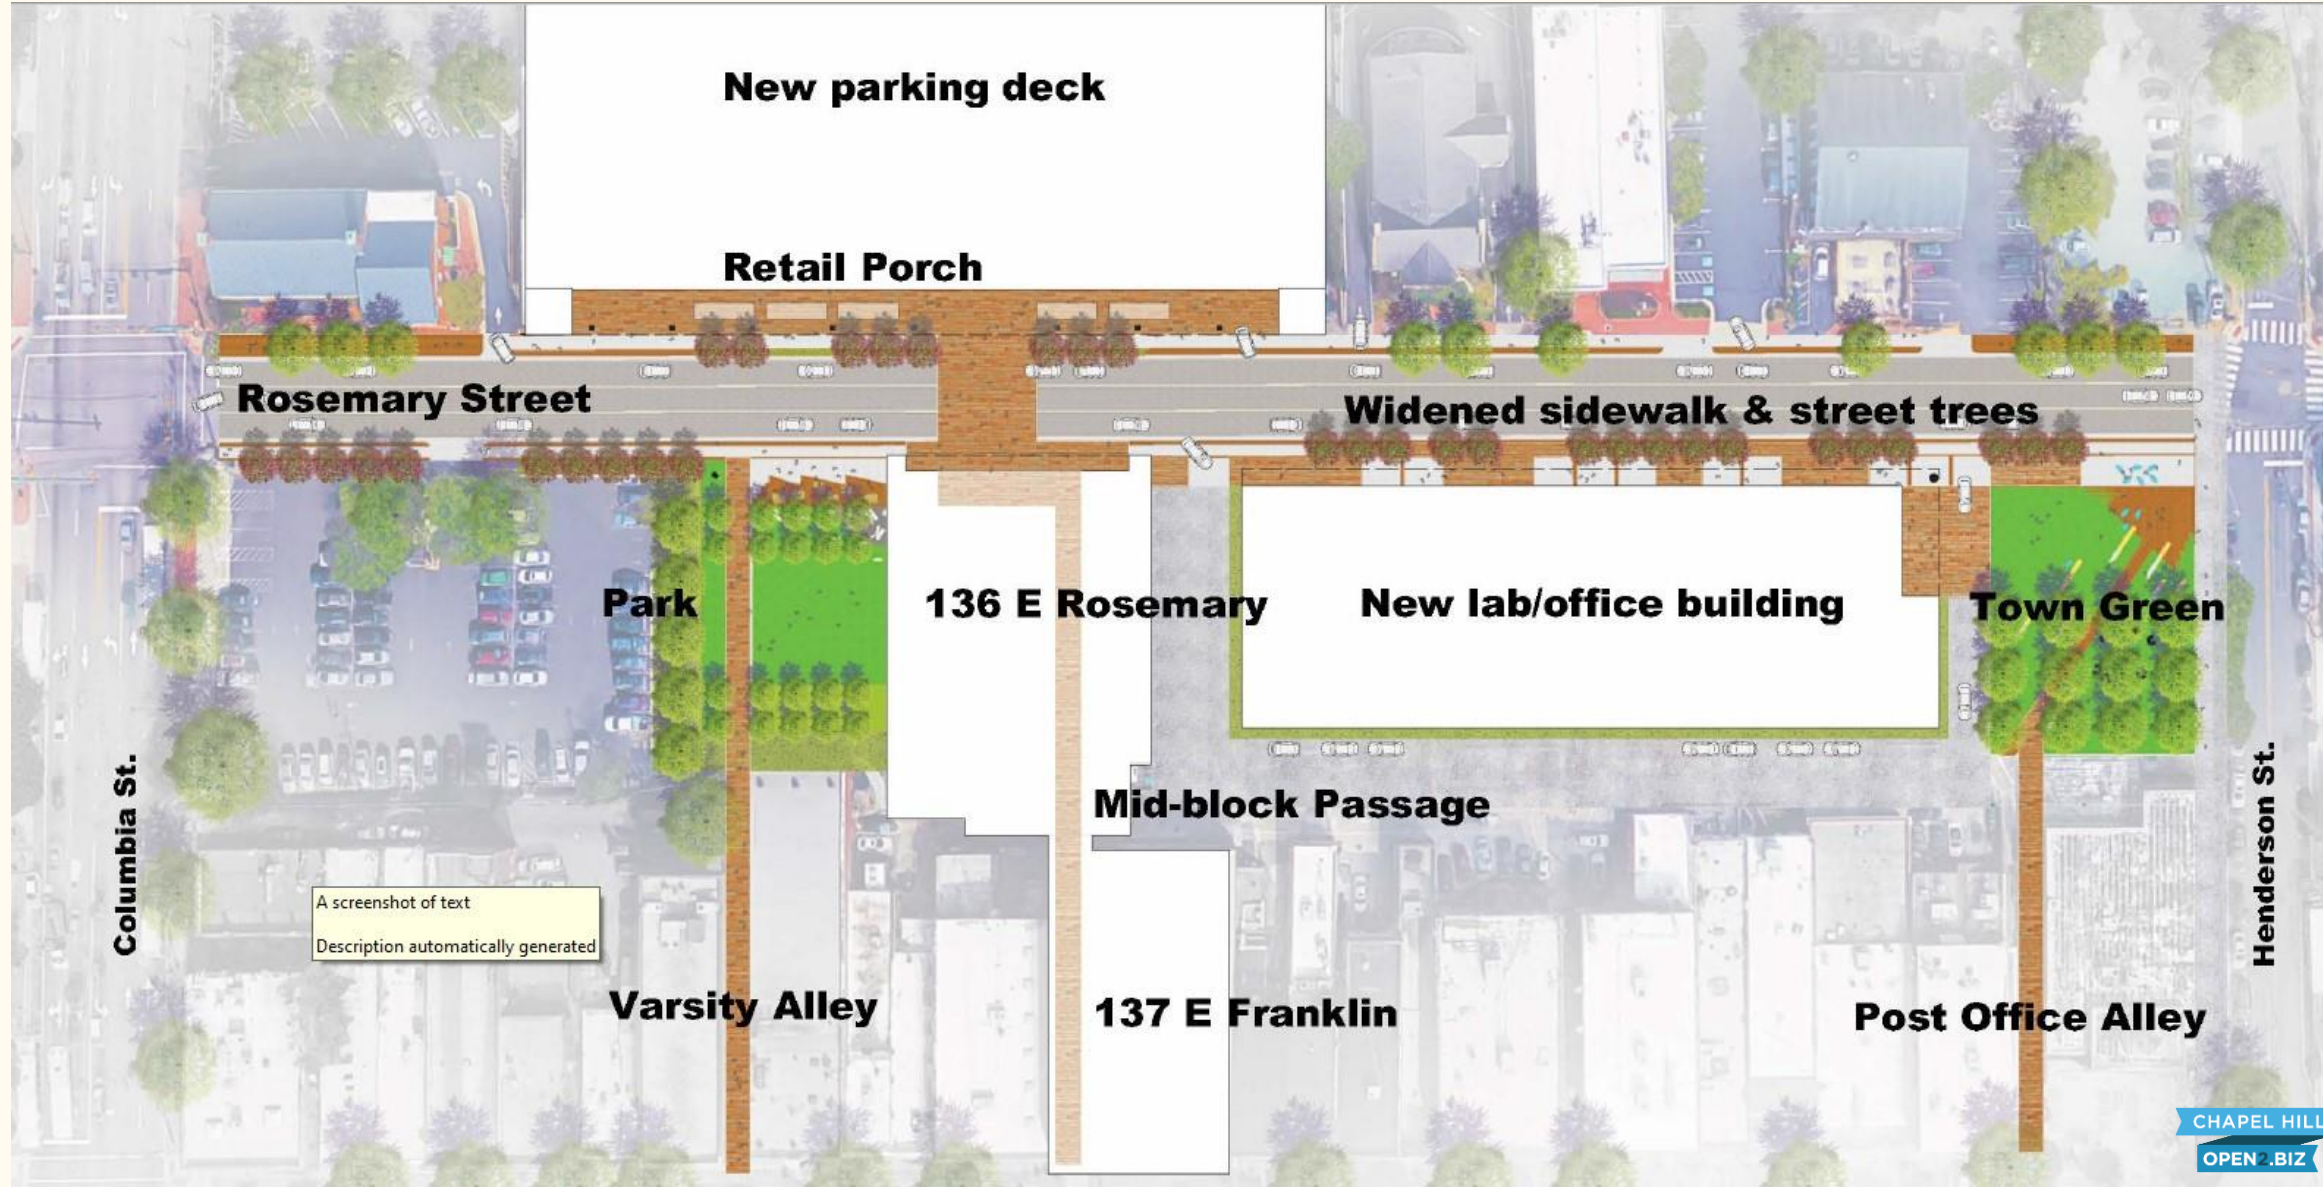 New parking deck
Retail Porch
Rosemary Street
Widened sidewalk & street trees
Park
136 E Rosemary
New lab/office building
Town Green
Mid-block Passage
Columbia St.
Henderson St.
A screenshot of text
Description automatically generated
Varsity Alley
137 E Franklin
Post Office Alley
CHAPEL HILL
OPEN2.BIZ